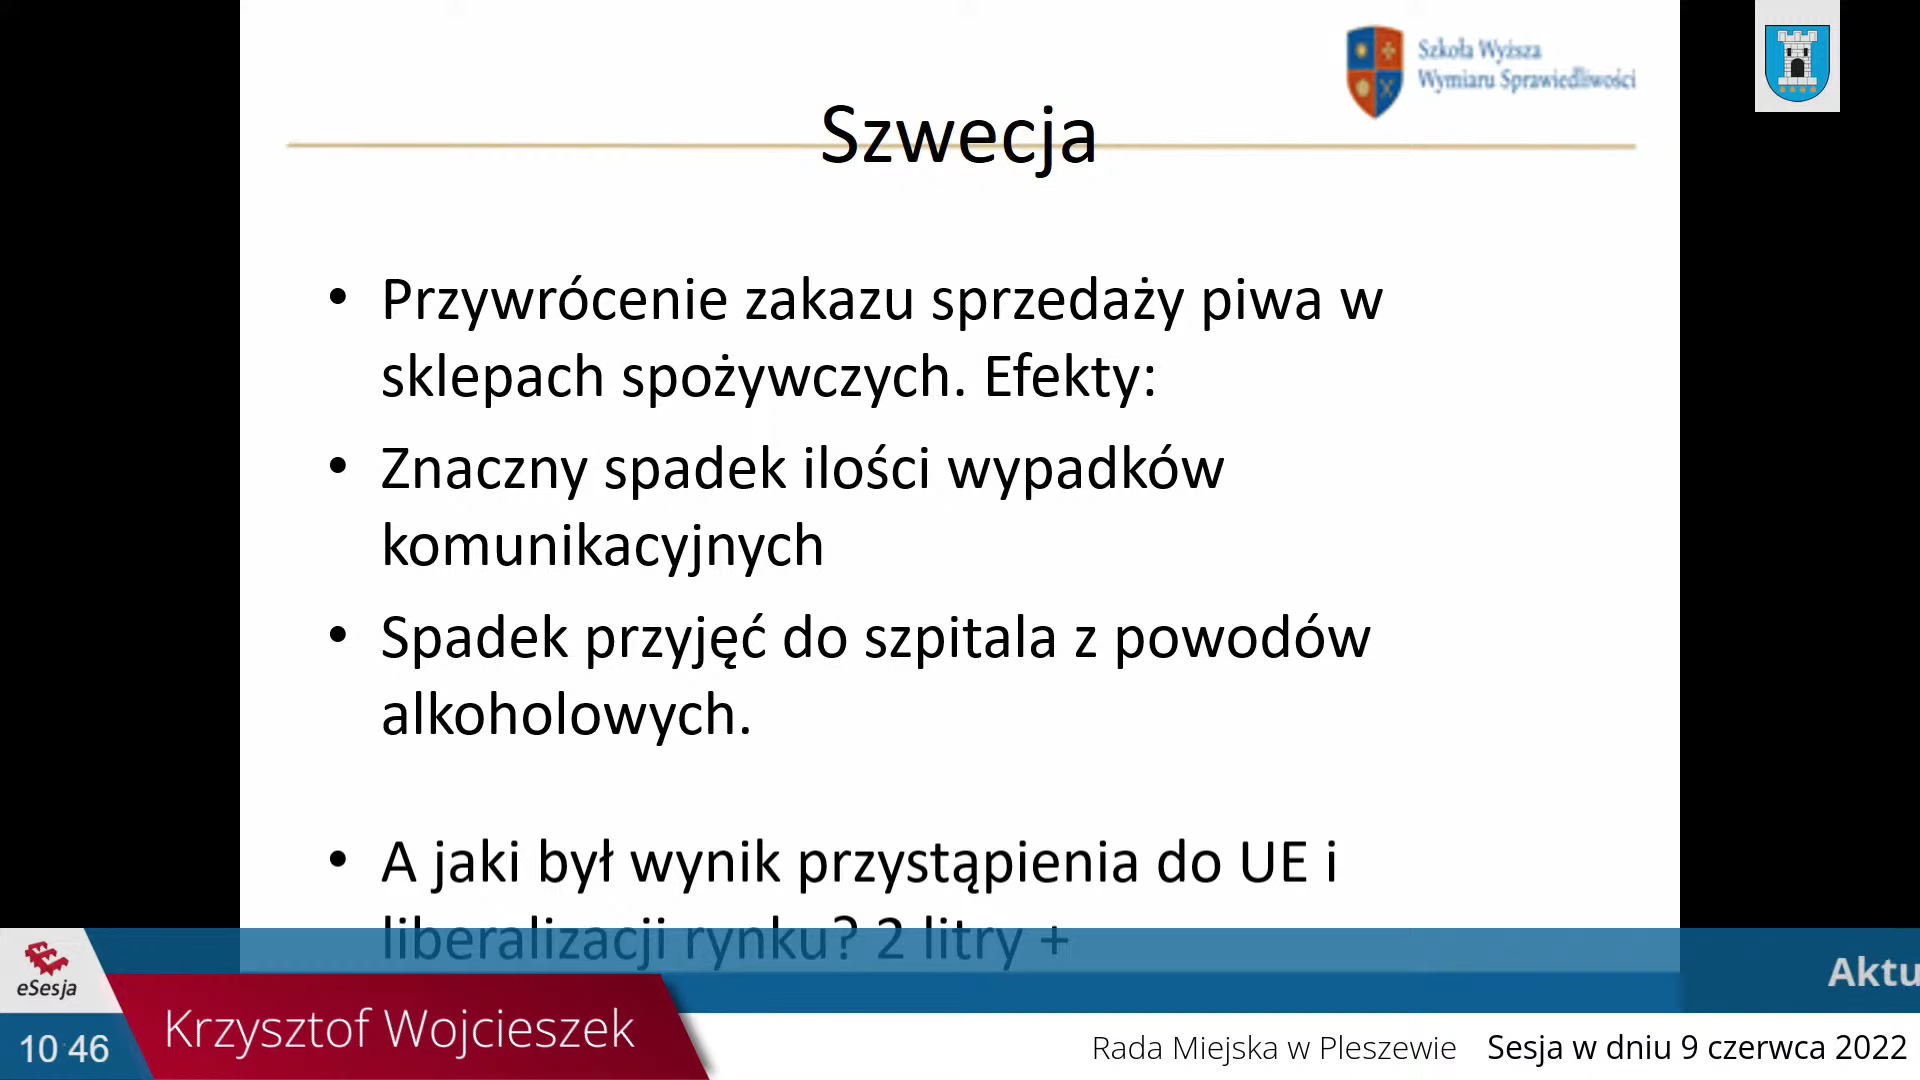 Szkoła Wyższa
Wymiaru Sprawiedliwości
Szwecja
• Przywrócenie zakazu sprzedaży piwa w
sklepach spożywczych. Efekty:
• Znaczny spadek ilości wypadków
komunikacyjnych
• Spadek przyjęć do szpitala z powodów
alkoholowych.
• A jaki był wynik przystąpienia do UE i
liberalizacji rynku? 2 litry +
eSesja
Aktu
Krzysztof Wojcieszek
10:46
Rada Miejska w Pleszewie Sesja w dniu 9 czerwca 2022